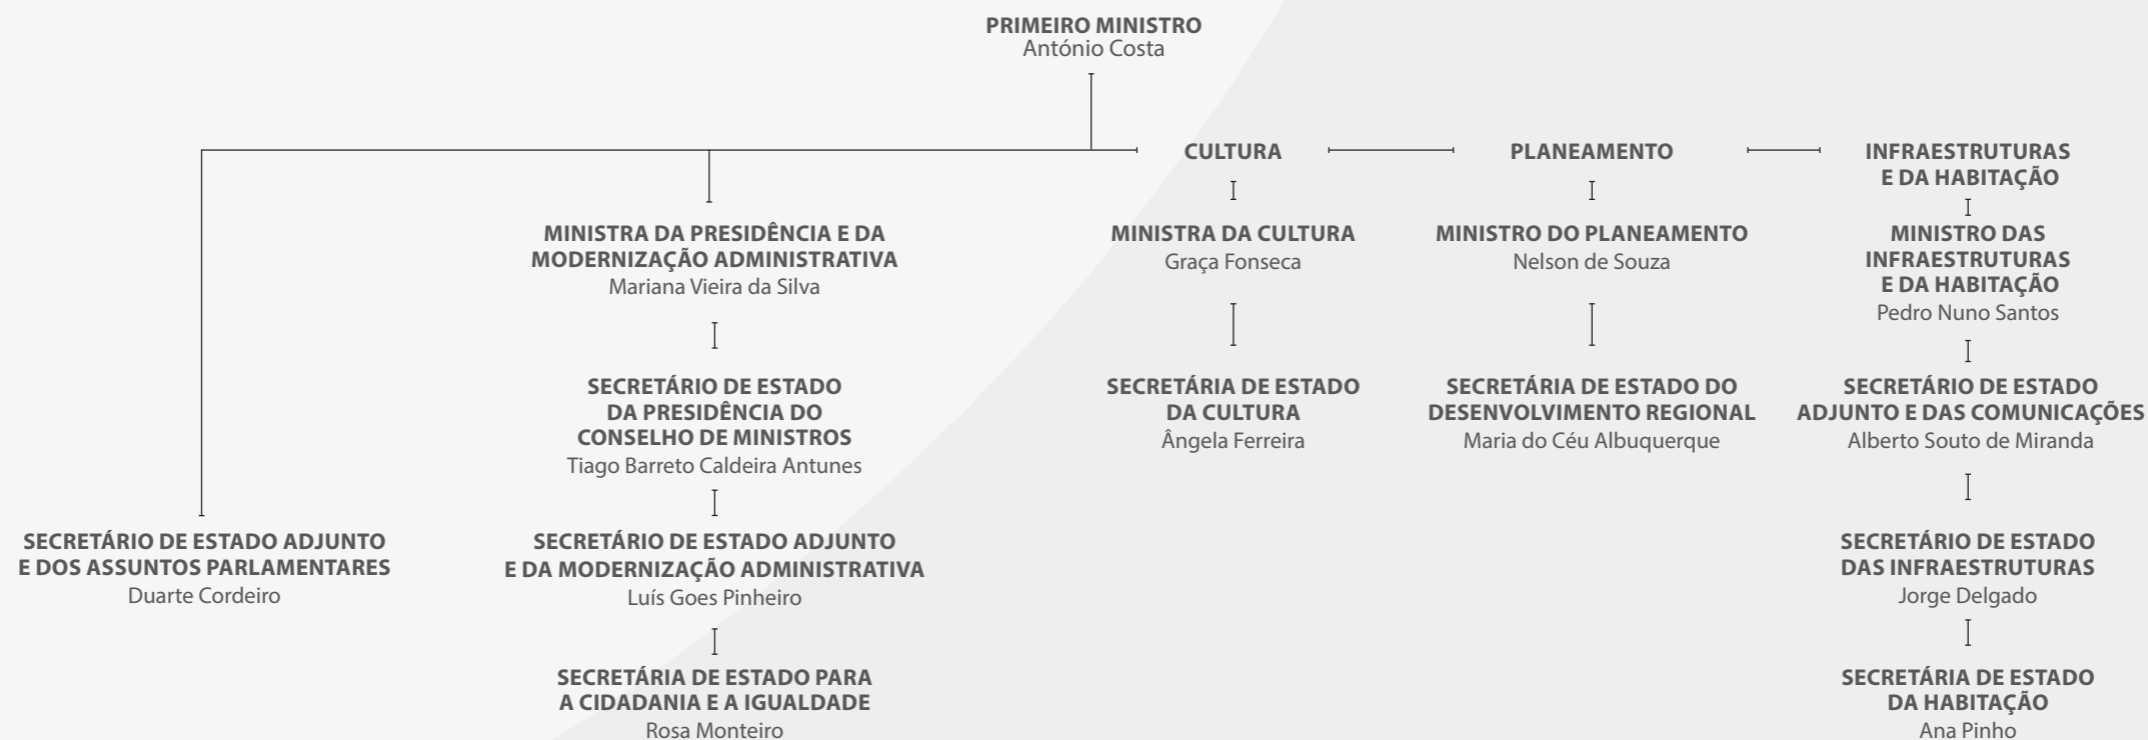 PRIMEIRO MINISTRO
António Costa
CULTURA
PLANEAMENTO
INFRAESTRUTURAS
E DA HABITAÇÃO
MINISTRA DA PRESIDÊNCIA E DA
MODERNIZAÇÃO ADMINISTRATIVA
Mariana Vieira da Silva
MINISTRA DA CULTURA
Graça Fonseca
MINISTRO DO PLANEAMENTO
Nelson de Souza
MINISTRO DAS
INFRAESTRUTURAS
E DA HABITAÇÃO
Pedro Nuno Santos
SECRETÁRIO DE ESTADO
DA PRESIDÊNCIA DO
CONSELHO DE MINISTROS
Tiago Barreto Caldeira Antunes
SECRETÁRIA DE ESTADO
DA CULTURA
Ângela Ferreira
SECRETÁRIA DE ESTADO DO
DESENVOLVIMENTO REGIONAL
Maria do Céu Albuquerque
SECRETÁRIO DE ESTADO
ADJUNTO E DAS COMUNICAÇÕES
Alberto Souto de Miranda
SECRETÁRIO DE ESTADO ADJUNTO
E DOS ASSUNTOS PARLAMENTARES
Duarte Cordeiro
SECRETÁRIO DE ESTADO ADJUNTO
E DA MODERNIZAÇÃO ADMINISTRATIVA
Luís Goes Pinheiro
SECRETÁRIO DE ESTADO
DAS INFRAESTRUTURAS
Jorge Delgado
SECRETÁRIA DE ESTADO PARA
A CIDADANIA E A IGUALDADE
Rosa Monteiro
SECRETÁRIA DE ESTADO
DA HABITAÇÃO
Ana Pinho